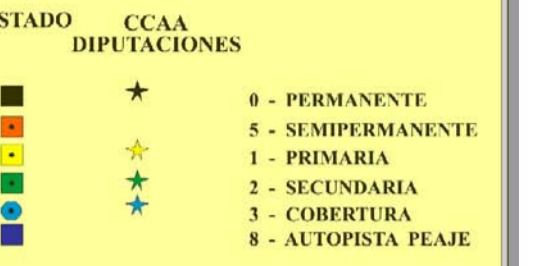 STADO CCAA
DIPUTACIONES
0 - PERMANENTE
5 - SEMIPERMANENTE
1 - PRIMARIA
2 - SECUNDARIA
3 - COBERTURA
8 - AUTOPISTA PEAJE